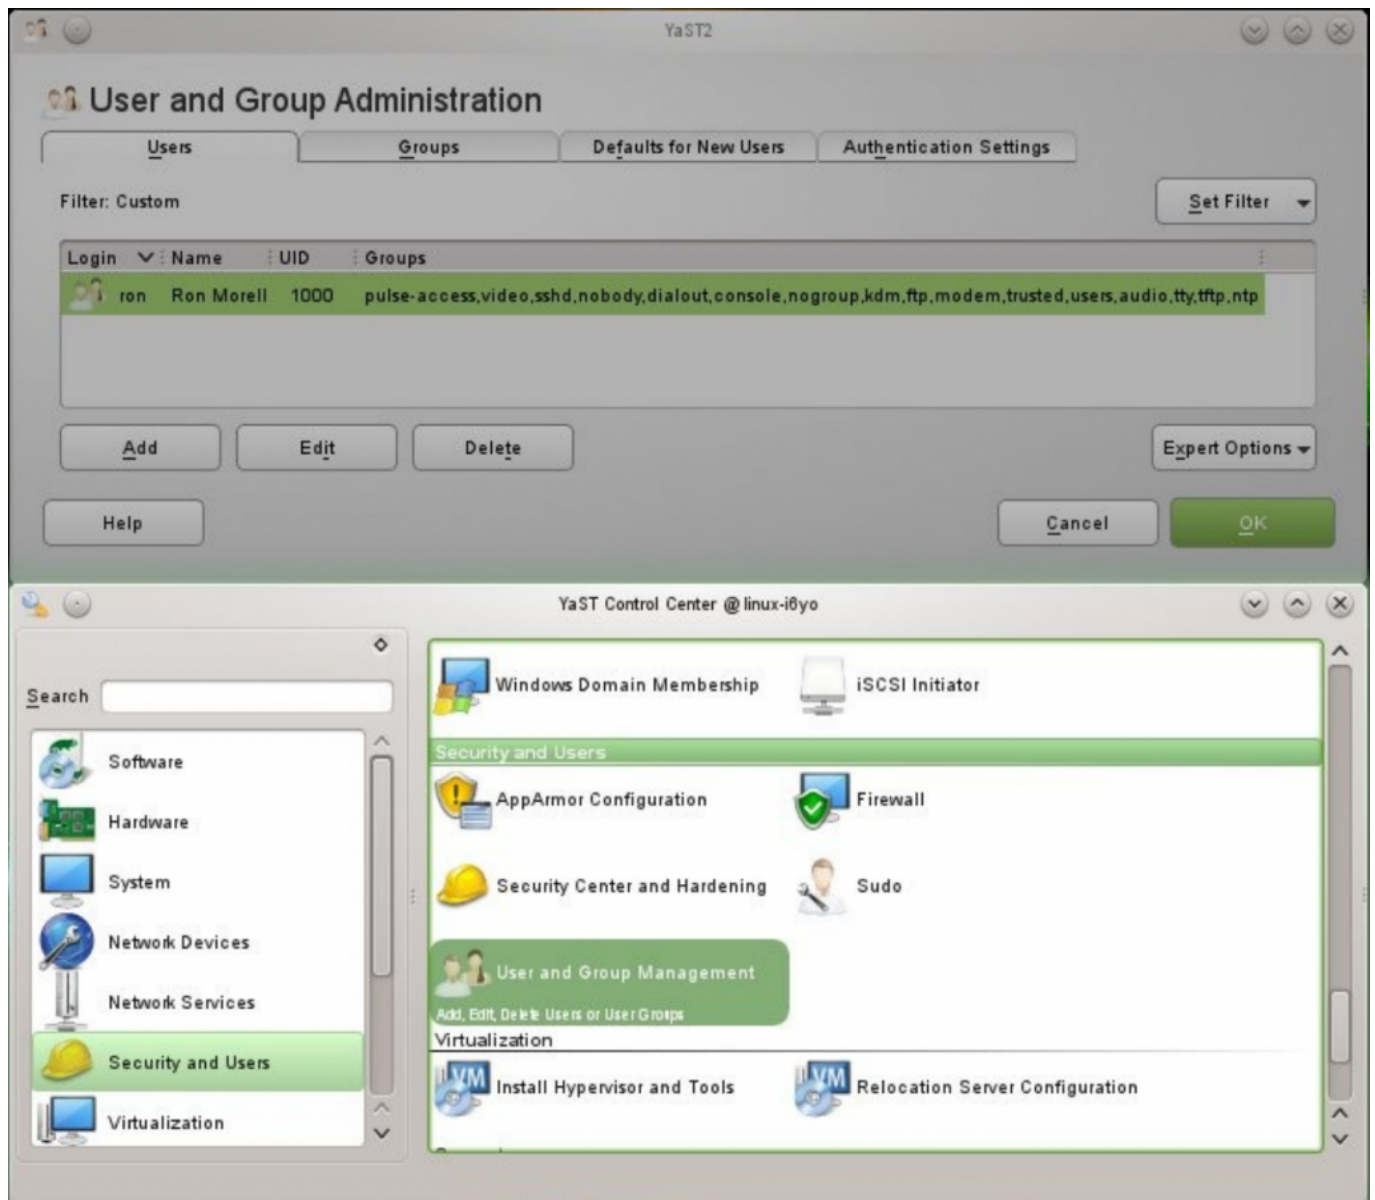 YaST2
User and Group Administration
Users Groups Defaults for New Users Authentication Settings
Filter: Custom Set Filter
Login Name UID Groups
ron Ron Morell 1000 pulse-access,video,sshd,nobody,dialout,console,nogroup,kdm,ftp,modem,trusted,users,audio,tty,tftp,ntp
Add Edit Delete Expert Options
Help Cancel OK
YaST Control Center @ linux-i6yo
Search
Software
Hardware
System
Network Devices
Network Services
Security and Users
Virtualization
Windows Domain Membership iSCSI Initiator
Security and Users
AppArmor Configuration Firewall
Security Center and Hardening Sudo
User and Group Management
Add, Edit, Delete Users or User Groups
Virtualization
VM Install Hypervisor and Tools VM Relocation Server Configuration